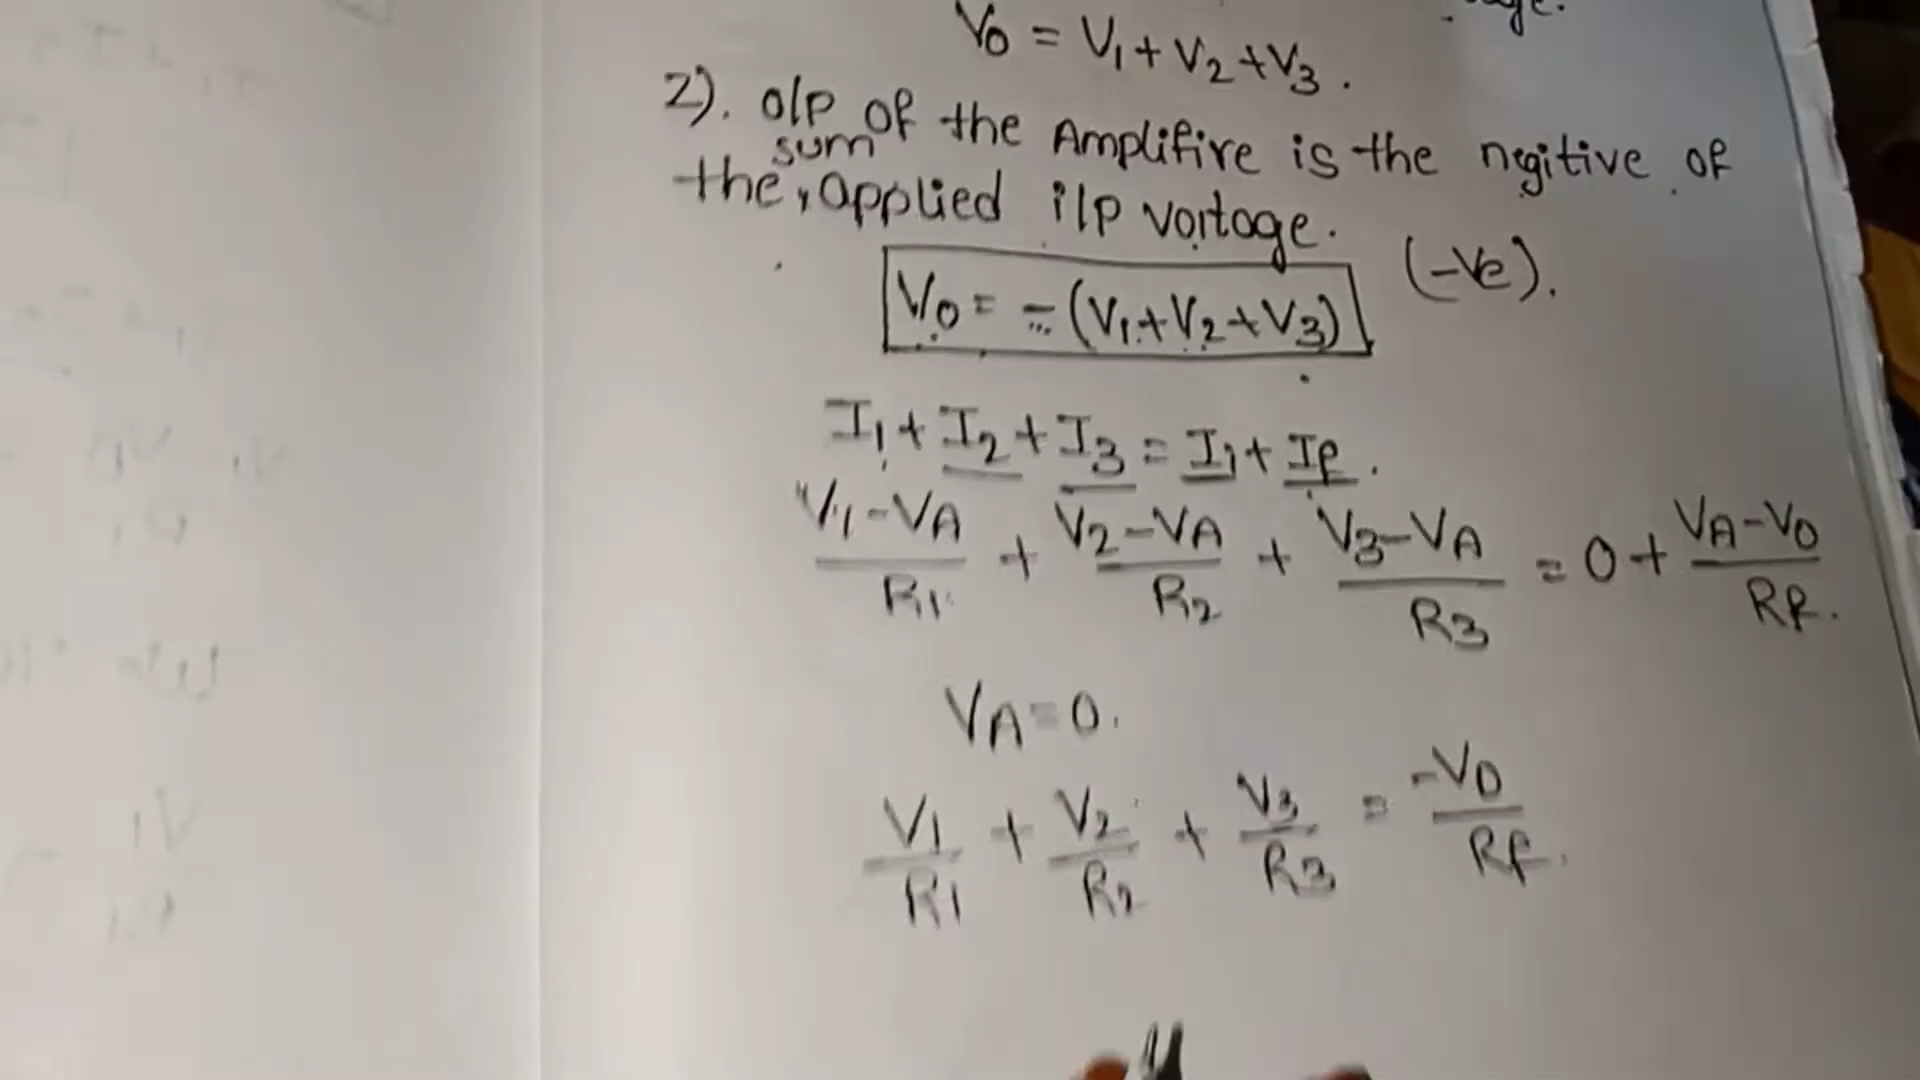 V0 = V1 + V2 + V3 .
2). O/P of the Amplifire is the negitive of
the, sum applied i/p vortage.
V0 = - (V1+V2+V3) (-Ve).
I1 + I2 + I3 = Ij + If .
V1-VA/R1 + V2-VA/R2 + V3-VA/R3 = 0 + VA-V0/Rf.
VA=0.
V1/R1 + V2/R2 + V3/R3 = -V0/Rf.